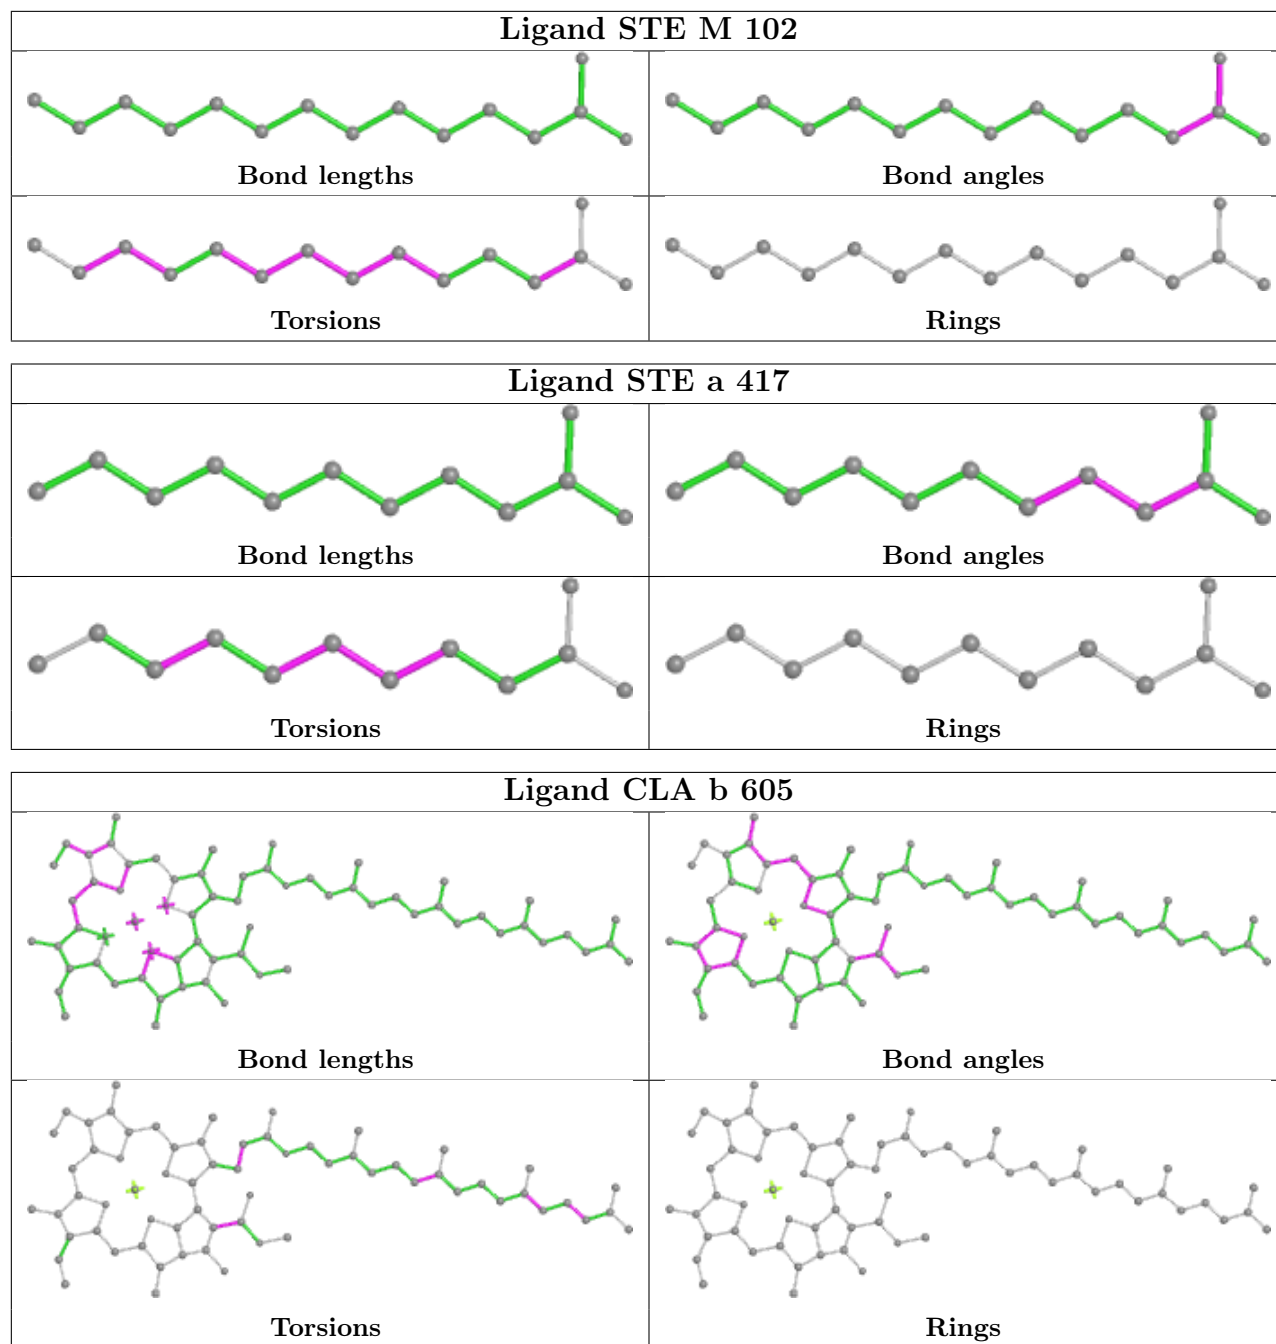 Ligand STE M 102
Bond lengths
Bond angles
Torsions
Rings
Ligand STE a 417
Bond lengths
Bond angles
Torsions
Rings
Ligand CLA b 605
Bond lengths
Bond angles
Torsions
Rings